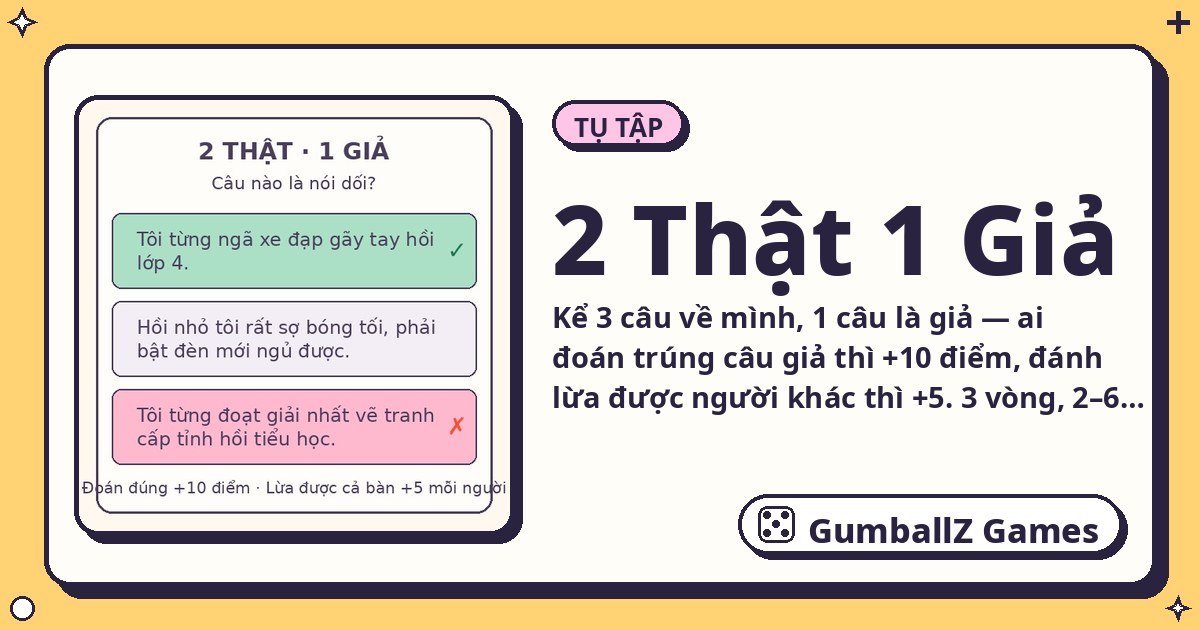 2 THẬT · 1 GIẢ
Câu nào là nói dối?
Tôi từng ngã xe đạp gãy tay hồi
lớp 4.
✓
Hồi nhỏ tôi rất sợ bóng tối, phải
bật đèn mới ngủ được.
Tôi từng đoạt giải nhất vẽ tranh
cấp tỉnh hồi tiểu học.
✗
Đoán đúng +10 điểm · Lừa được cả bàn +5 mỗi người
TỤ TẬP
2 Thật 1 Giả
Kể 3 câu về mình, 1 câu là giả — ai
đoán trúng câu giả thì +10 điểm, đánh
lừa được người khác thì +5. 3 vòng, 2–6...
GumballZ Games